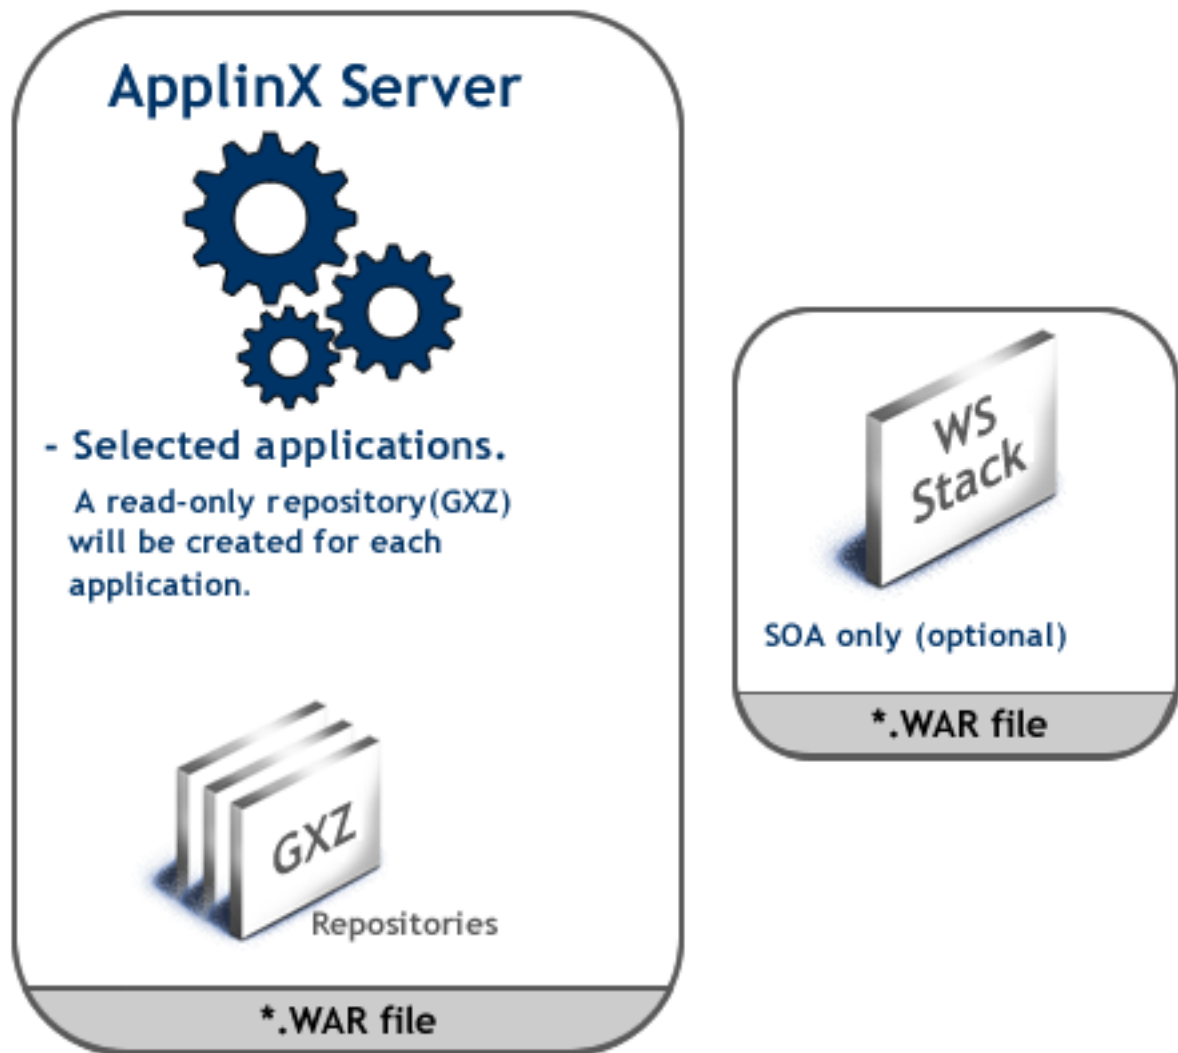 ApplinX Server
- Selected applications.
A read-only repository(GXZ)
will be created for each
application.
GXZ
Repositories
*.WAR file
WS
Stack
SOA only (optional)
*.WAR file